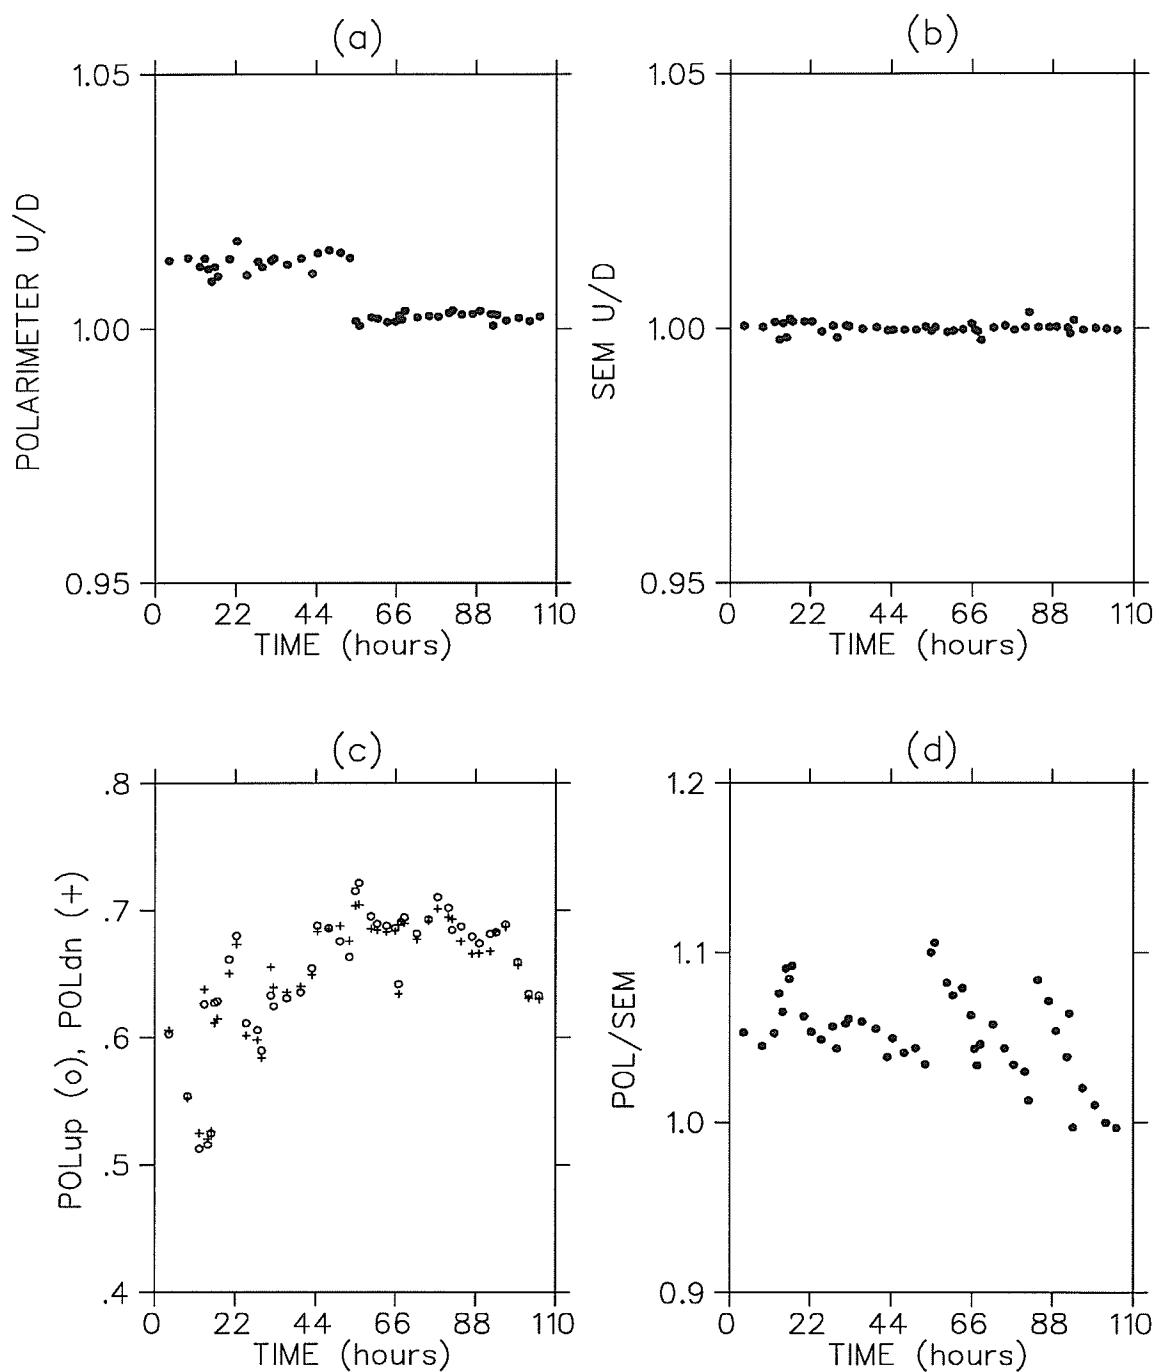 (a)
1.05
1.00
0.95
POLARIMETER U/D
0 22 44 66 88 110
TIME (hours)
(b)
1.05
1.00
0.95
SEM U/D
0 22 44 66 88 110
TIME (hours)
(c)
.8
.7
.6
.5
.4
POLup (o), POLdn (+)
0 22 44 66 88 110
TIME (hours)
(d)
1.2
1.1
1.0
0.9
POL/SEM
0 22 44 66 88 110
TIME (hours)